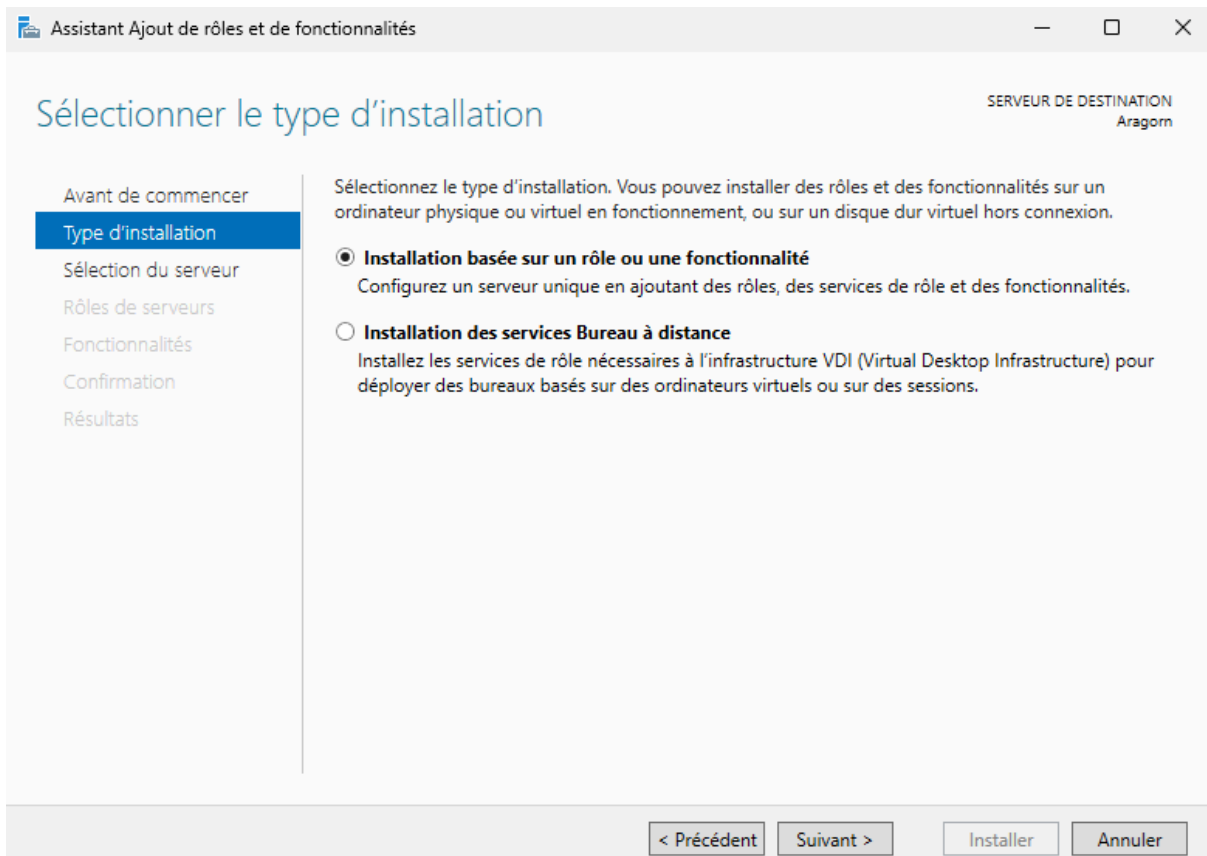 Assistant Ajout de rôles et de fonctionnalités
Sélectionner le type d’installation
SERVEUR DE DESTINATION
Aragorn
Avant de commencer
Type d’installation
Sélection du serveur
Rôles de serveurs
Fonctionnalités
Confirmation
Résultats
Sélectionnez le type d’installation. Vous pouvez installer des rôles et des fonctionnalités sur un
ordinateur physique ou virtuel en fonctionnement, ou sur un disque dur virtuel hors connexion.
Installation basée sur un rôle ou une fonctionnalité
Configurez un serveur unique en ajoutant des rôles, des services de rôle et des fonctionnalités.
Installation des services Bureau à distance
Installez les services de rôle nécessaires à l’infrastructure VDI (Virtual Desktop Infrastructure) pour
déployer des bureaux basés sur des ordinateurs virtuels ou sur des sessions.
< Précédent
Suivant >
Installer
Annuler